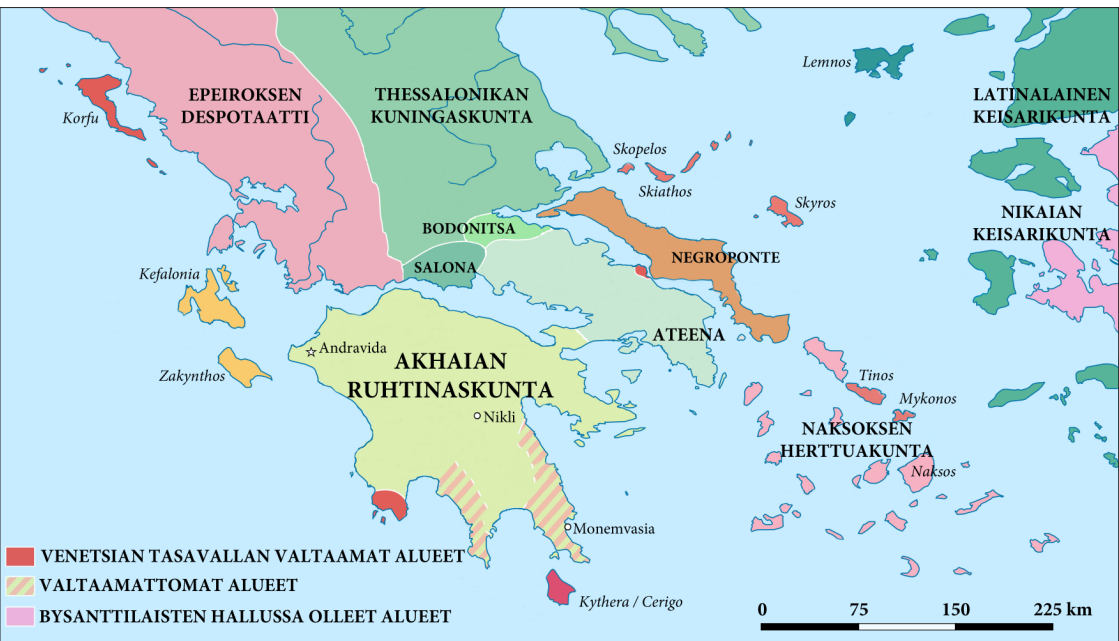 Lemnos
EPEIROKSEN
DESPOTAATTI
THESSALONIKAN
KUNINGASKUNTA
LATINALAINEN
KEISARIKUNTA
Korfu
Skopelos
Skiathos
Skyros
NIKAIAN
KEISARIKUNTA
BODONITSA
SALONA
NEGROPONTE
Kefalonia
ATEENA
Andravida
AKHAIAN
RUHTINASKUNTA
Zakynthos
Nikli
Tinos
Mykonos
NAKSOKSEN
HERTTUAKUNTA
Naksos
Monemvasia
Kythera / Cerigo
VENETSIAN TASAVALLAN VALTAAMAT ALUEET
VALTAAMATTOMAT ALUEET
BYSANTTILAISTEN HALLUSSA OLLEET ALUEET
0 75 150 225 km